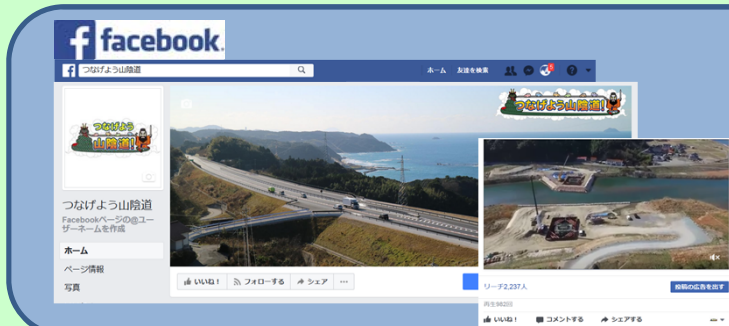 facebook
つなげよう山陰道
ホーム
友達を検索
つなげよう
山陰道!
つなげよう山陰道!
つなげよう山陰道
Facebookページの@ユー
ザーネームを作成
ホーム
ページ情報
写真
いいね!
フォローする
シェア
リーチ2,237人
投稿の広告を出す
再生982回
いいね!
コメントする
シェアする